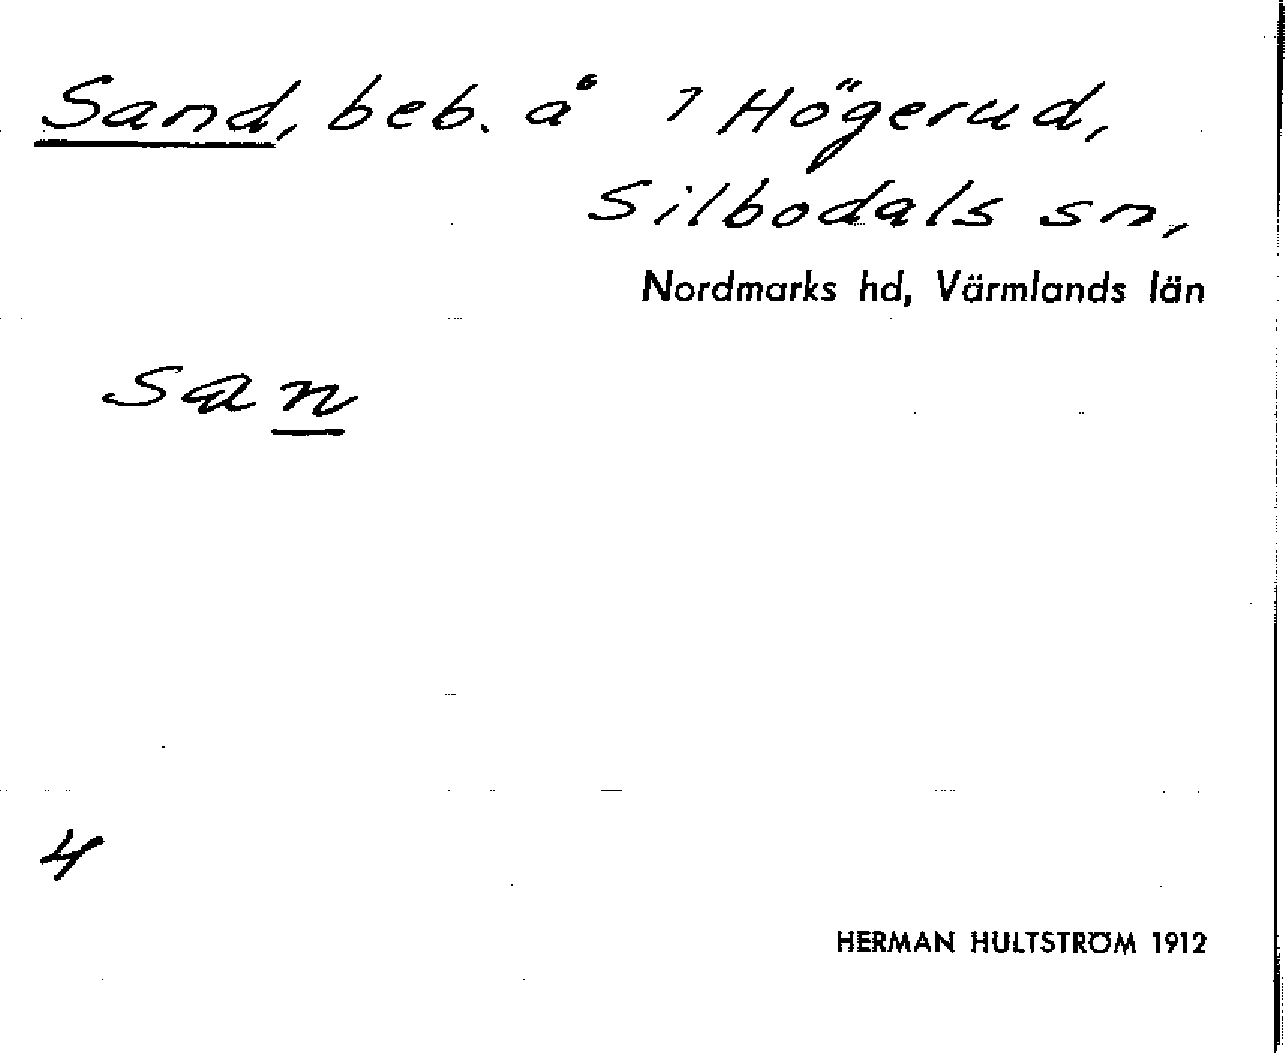 Sand, beb. å 1 Högerud,
Silbodals sn,
Nordmarks hd, Värmlands län
san
4
HERMAN HULTSTRÖM 1912